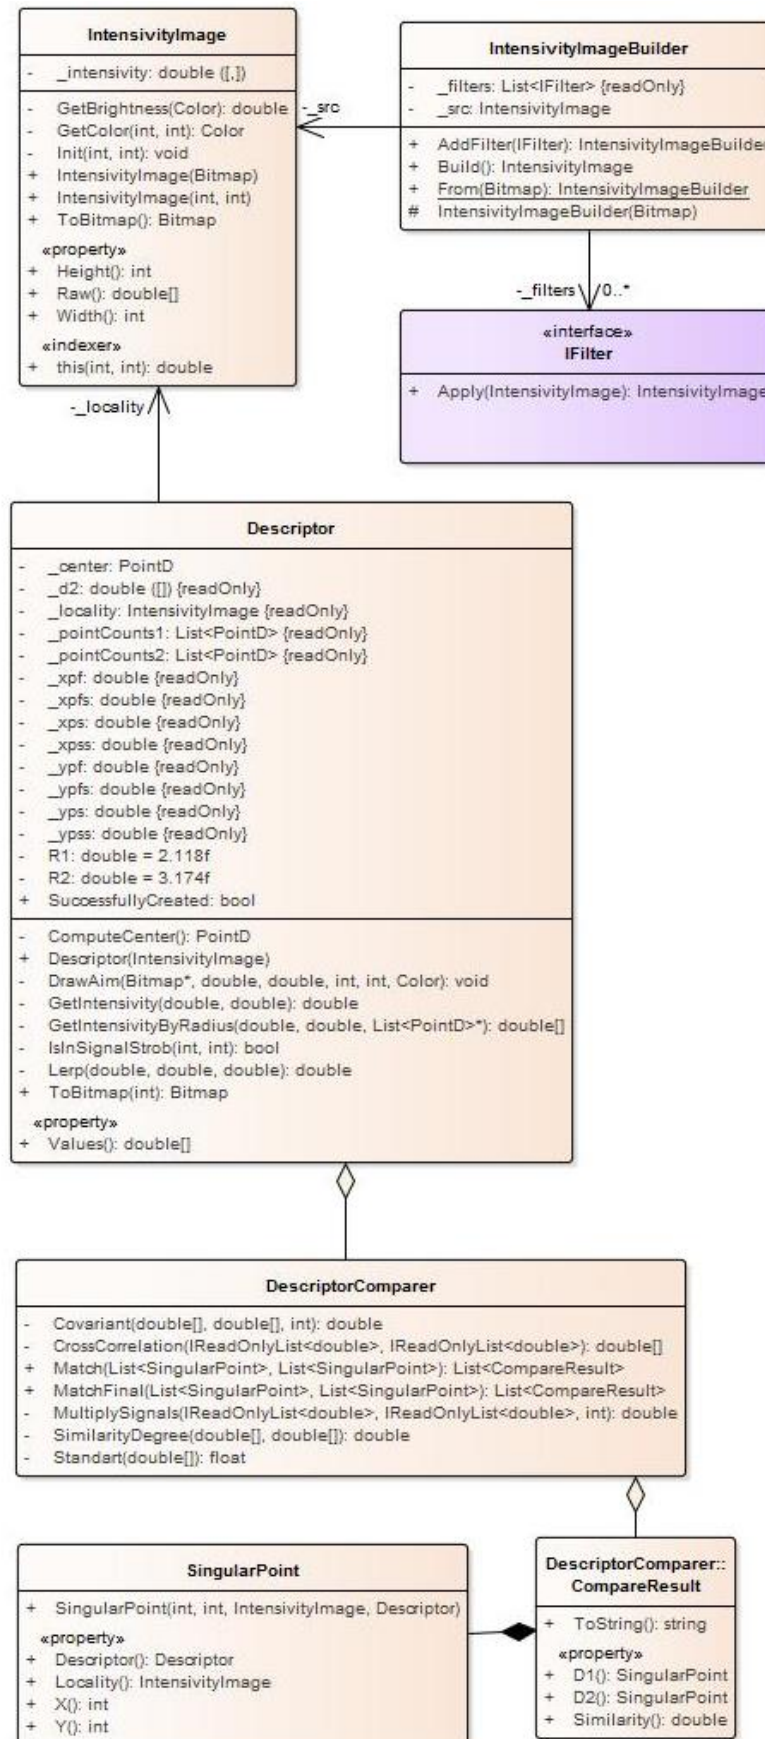 IntensivityImage
- _intensivity: double ([,])
- GetBrightness(Color): double
- GetColor(int, int): Color
- Init(int, int): void
+ IntensivityImage(Bitmap)
+ IntensivityImage(int, int)
+ ToBitmap(): Bitmap
«property»
+ Height(): int
+ Raw(): double[]
+ Width(): int
«indexer»
+ this(int, int): double
-_src
IntensivityImageBuilder
- _filters: List<IFilter> {readOnly}
- _src: IntensivityImage
+ AddFilter(IFilter): IntensivityImageBuilder
+ Build(): IntensivityImage
+ From(Bitmap): IntensivityImageBuilder
# IntensivityImageBuilder(Bitmap)
-_filters 0..*
«interface»
IFilter
+ Apply(IntensivityImage): IntensivityImage
-_locality
Descriptor
- _center: PointD
- _d2: double ([]) {readOnly}
- _locality: IntensivityImage {readOnly}
- _pointCounts1: List<PointD> {readOnly}
- _pointCounts2: List<PointD> {readOnly}
- _xpf: double {readOnly}
- _xpfs: double {readOnly}
- _xps: double {readOnly}
- _xpss: double {readOnly}
- _ypf: double {readOnly}
- _ypfs: double {readOnly}
- _yps: double {readOnly}
- _ypss: double {readOnly}
- R1: double = 2.118f
- R2: double = 3.174f
+ SuccessfullyCreated: bool
- ComputeCenter(): PointD
+ Descriptor(IntensivityImage)
- DrawAim(Bitmap*, double, double, int, int, Color): void
- GetIntensivity(double, double): double
- GetIntensivityByRadius(double, double, List<PointD>*): double[]
- IsInSignalStrob(int, int): bool
- Lerp(double, double, double): double
+ ToBitmap(int): Bitmap
«property»
+ Values(): double[]
DescriptorComparer
- Covariant(double[], double[], int): double
- CrossCorrelation(IReadOnlyList<double>, IReadOnlyList<double>): double[]
+ Match(List<SingularPoint>, List<SingularPoint>): List<CompareResult>
+ MatchFinal(List<SingularPoint>, List<SingularPoint>): List<CompareResult>
- MultiplySignals(IReadOnlyList<double>, IReadOnlyList<double>, int): double
- SimilarityDegree(double[], double[]): double
- Standart(double[]): float
SingularPoint
+ SingularPoint(int, int, IntensivityImage, Descriptor)
«property»
+ Descriptor(): Descriptor
+ Locality(): IntensivityImage
+ X(): int
+ Y(): int
DescriptorComparer::
CompareResult
+ ToString(): string
«property»
+ D1(): SingularPoint
+ D2(): SingularPoint
+ Similarity(): double